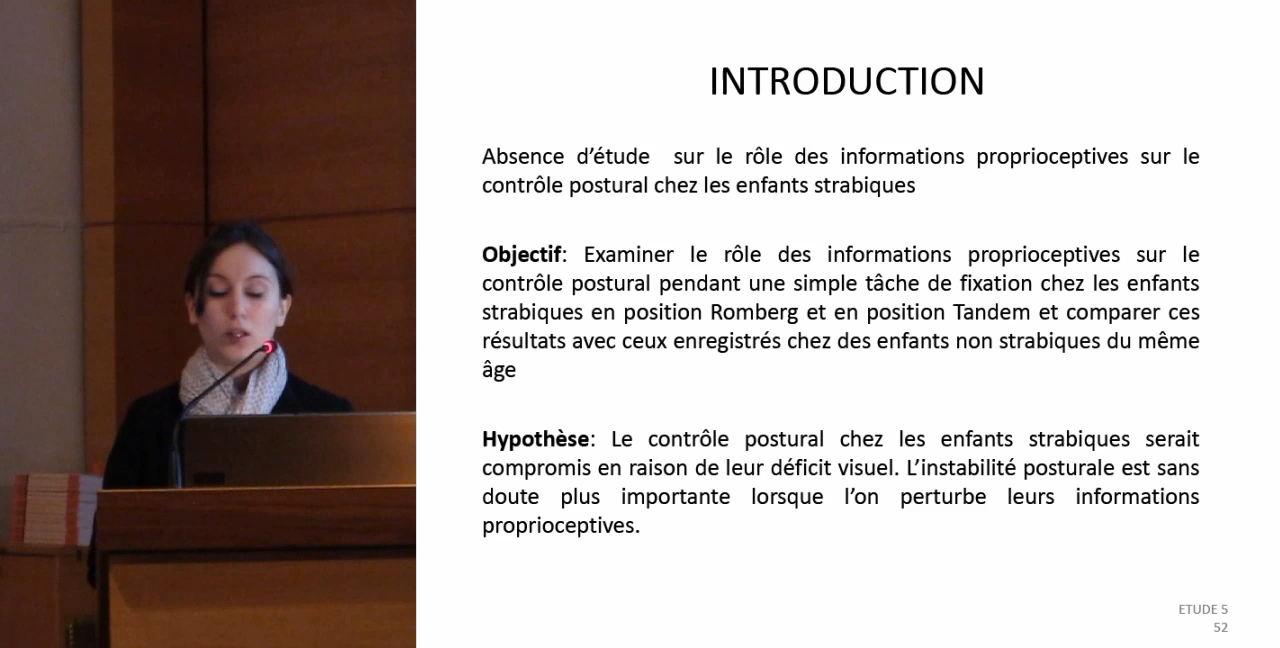 INTRODUCTION
Absence d’étude sur le rôle des informations proprioceptives sur le
contrôle postural chez les enfants strabiques
Objectif: Examiner le rôle des informations proprioceptives sur le
contrôle postural pendant une simple tâche de fixation chez les enfants
strabiques en position Romberg et en position Tandem et comparer ces
résultats avec ceux enregistrés chez des enfants non strabiques du même
âge
Hypothèse: Le contrôle postural chez les enfants strabiques serait
compromis en raison de leur déficit visuel. L’instabilité posturale est sans
doute plus importante lorsque l’on perturbe leurs informations
proprioceptives.
ETUDE 5
52